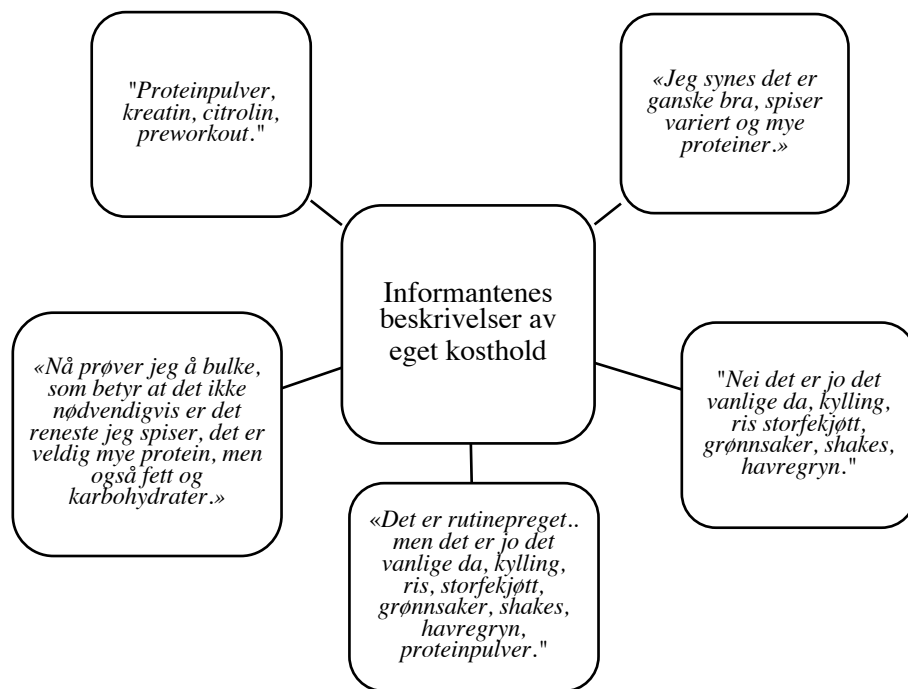 "Proteinpulver,
kreatin, citrolin,
preworkout."
«Jeg synes det er
ganske bra, spiser
variert og mye
proteiner.»
Informantenes
beskrivelser av
eget kosthold
«Nå prøver jeg å bulke,
som betyr at det ikke
nødvendigvis er det
reneste jeg spiser, det er
veldig mye protein, men
også fett og
karbohydrater.»
"Nei det er jo det
vanlige da, kylling,
ris storfekjøtt,
grønnsaker, shakes,
havregryn."
«Det er rutinepreget..
men det er jo det
vanlige da, kylling,
ris, storfekjøtt,
grønnsaker, shakes,
havregryn,
proteinpulver."